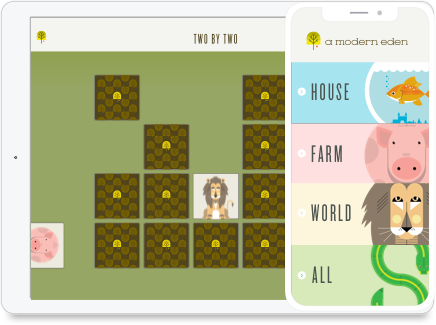 TWO BY TWO
a modern eden
HOUSE
FARM
WORLD
ALL